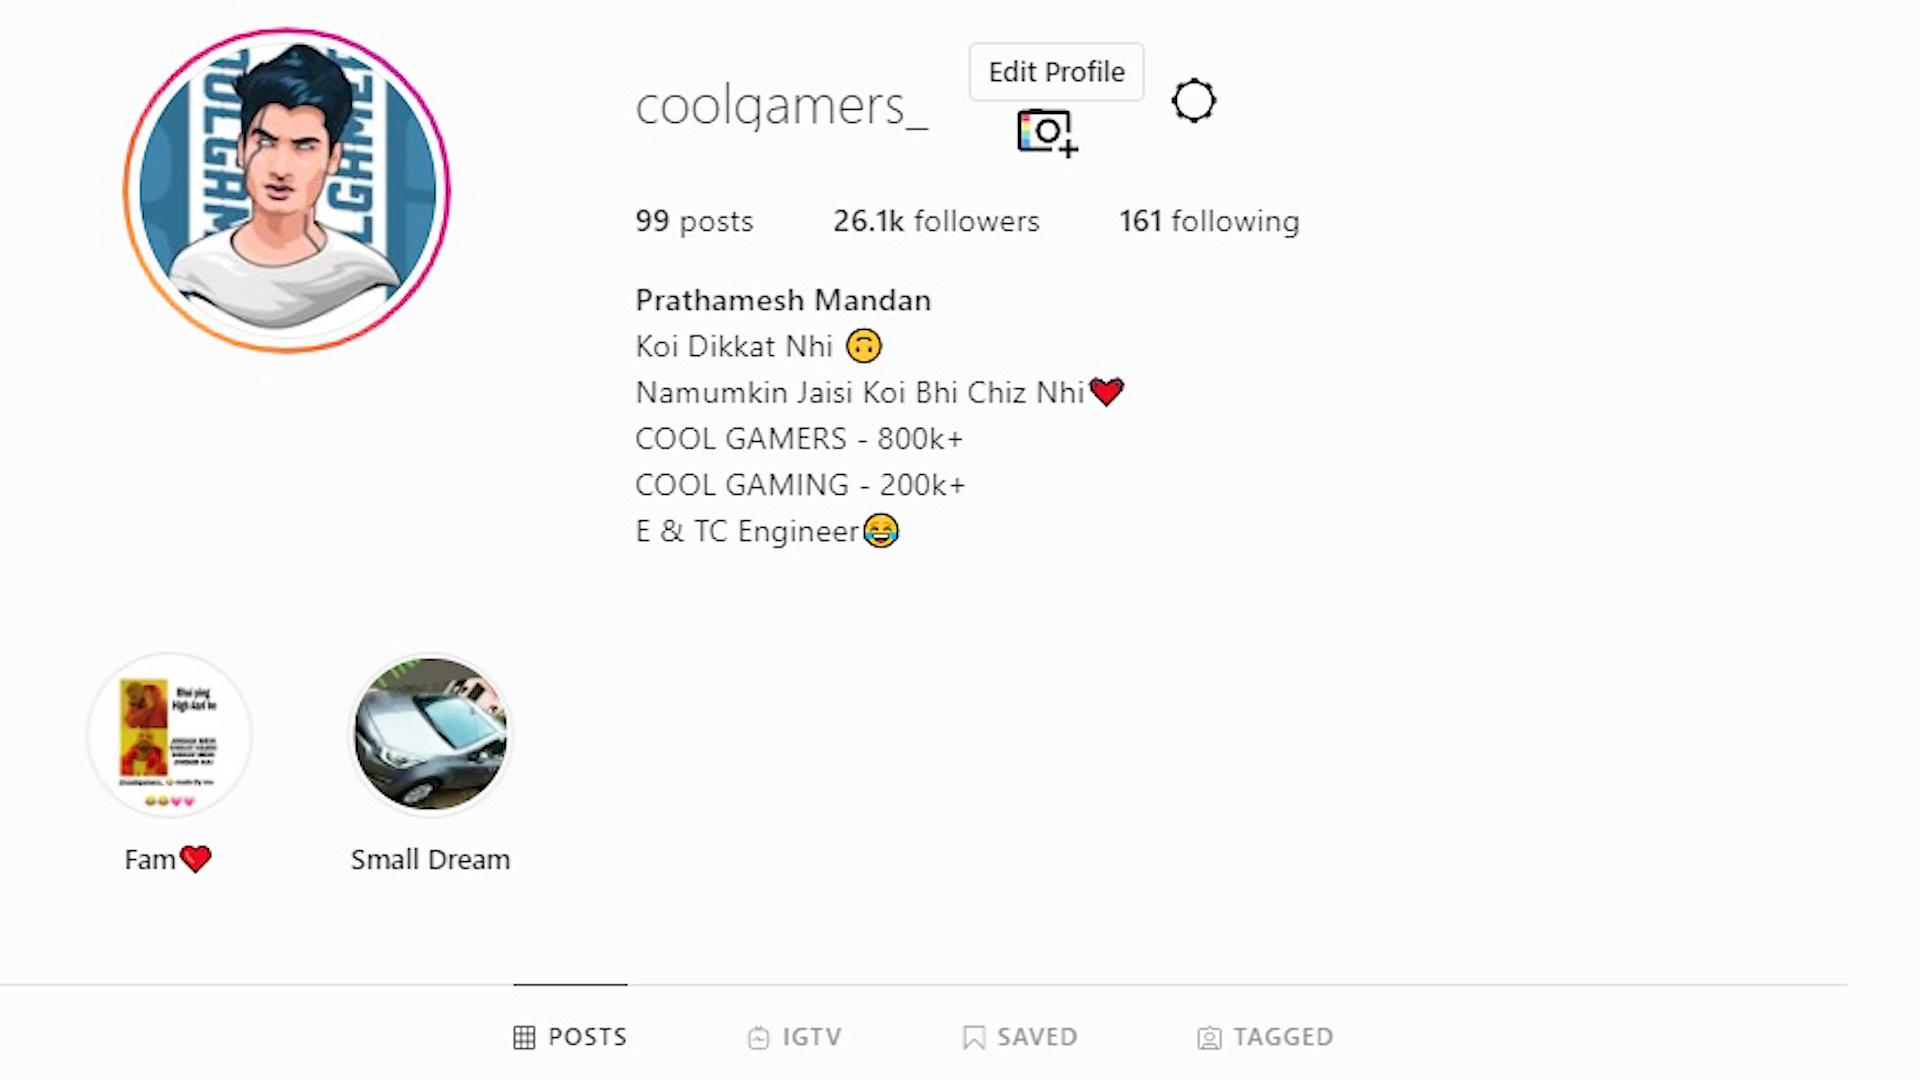 coolgamers_
Edit Profile
99 posts 26.1k followers 161 following
Prathamesh Mandan
Koi Dikkat Nhi 🙃
Namumkin Jaisi Koi Bhi Chiz Nhi❤️
COOL GAMERS - 800k+
COOL GAMING - 200k+
E & TC Engineer😂
Fam❤️
Small Dream
POSTS IGTV SAVED TAGGED